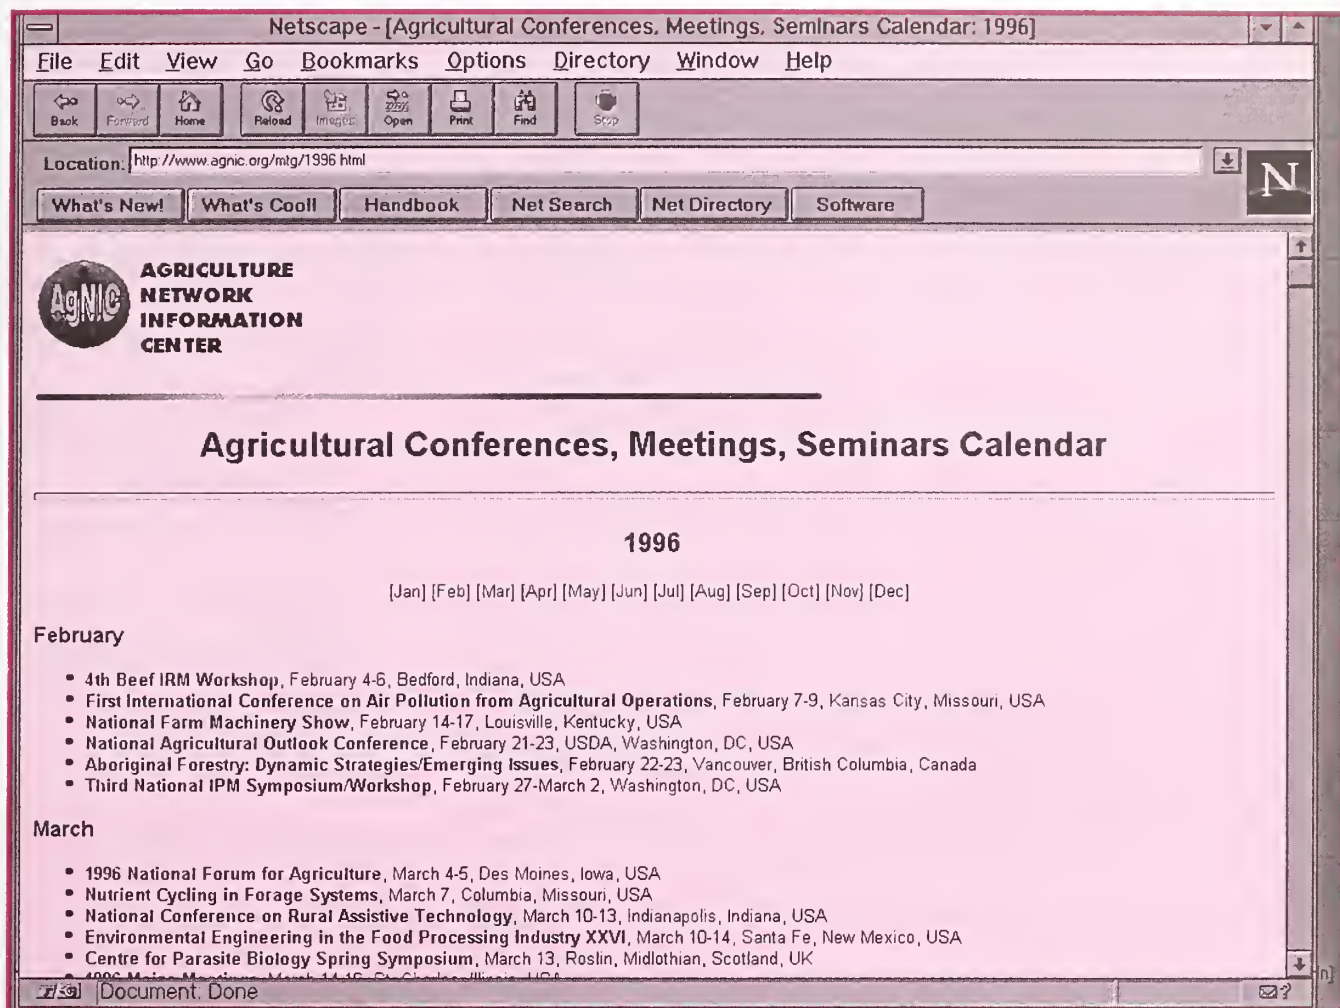 Netscape - [Agricultural Conferences, Meetings, Seminars Calendar: 1996]
File Edit View Go Bookmarks Options Directory Window Help
Back Forward Home Reload Images Open Print Find Stop
Location: http://www.agnic.org/mtg/1996.html
N
What's New! What's Cool! Handbook Net Search Net Directory Software
AgNIC
AGRICULTURE
NETWORK
INFORMATION
CENTER
Agricultural Conferences, Meetings, Seminars Calendar
1996
[Jan] [Feb] [Mar] [Apr] [May] [Jun] [Jul] [Aug] [Sep] [Oct] [Nov] [Dec]
February
• 4th Beef IRM Workshop, February 4-6, Bedford, Indiana, USA
• First International Conference on Air Pollution from Agricultural Operations, February 7-9, Kansas City, Missouri, USA
• National Farm Machinery Show, February 14-17, Louisville, Kentucky, USA
• National Agricultural Outlook Conference, February 21-23, USDA, Washington, DC, USA
• Aboriginal Forestry: Dynamic Strategies/Emerging Issues, February 22-23, Vancouver, British Columbia, Canada
• Third National IPM Symposium/Workshop, February 27-March 2, Washington, DC, USA
March
• 1996 National Forum for Agriculture, March 4-5, Des Moines, Iowa, USA
• Nutrient Cycling in Forage Systems, March 7, Columbia, Missouri, USA
• National Conference on Rural Assistive Technology, March 10-13, Indianapolis, Indiana, USA
• Environmental Engineering in the Food Processing Industry XXVI, March 10-14, Santa Fe, New Mexico, USA
• Centre for Parasite Biology Spring Symposium, March 13, Roslin, Midlothian, Scotland, UK
Document: Done